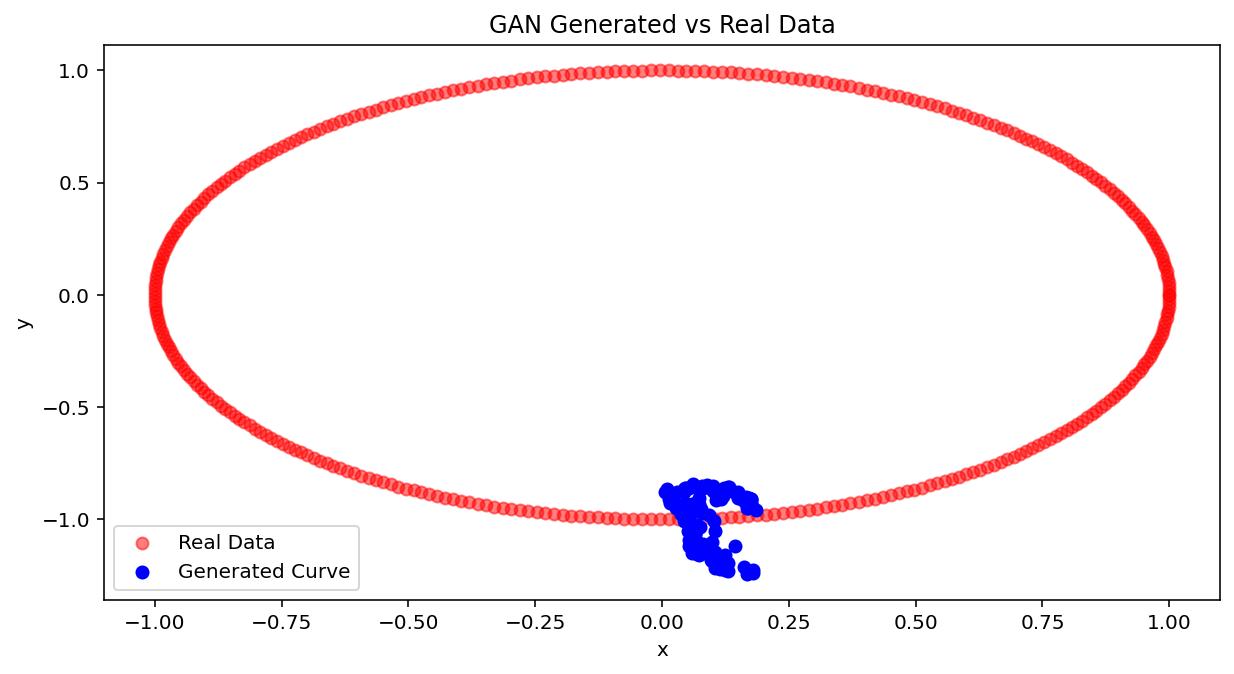 GAN Generated vs Real Data
1.0
0.5
0.0
−0.5
−1.0
y
Real Data
Generated Curve
−1.00 −0.75 −0.50 −0.25 0.00 0.25 0.50 0.75 1.00
x